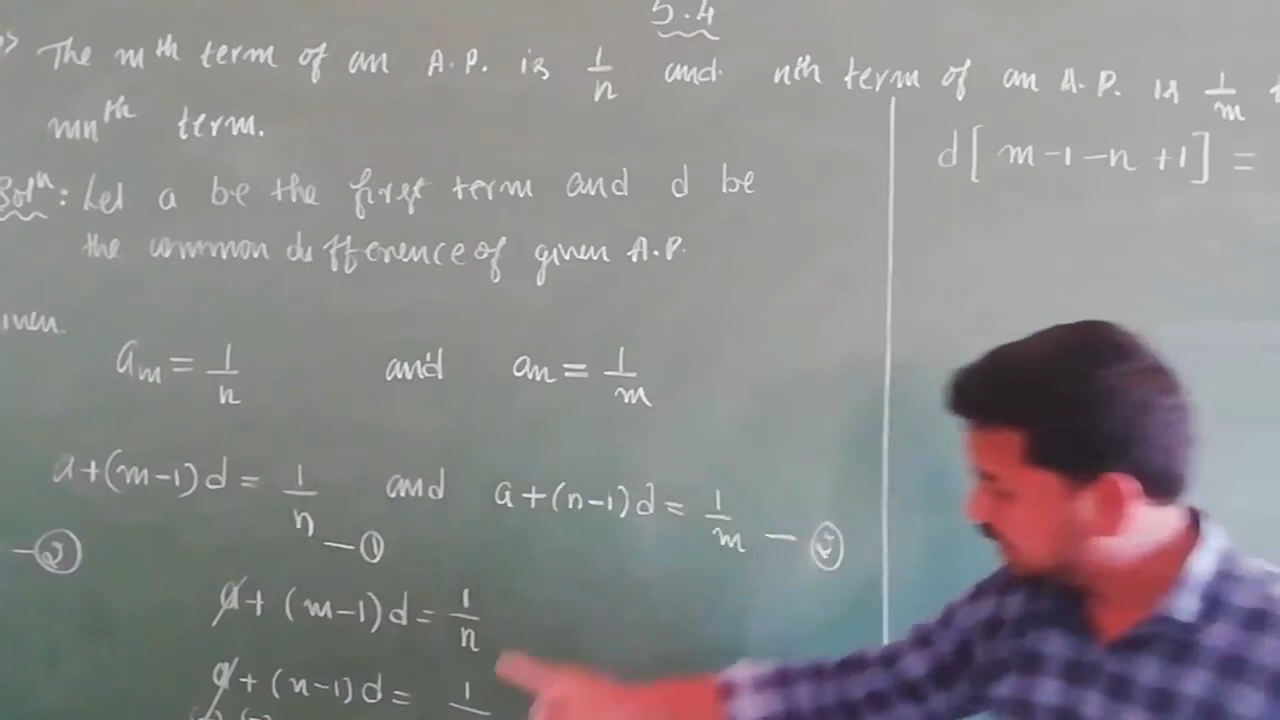 5.4
The mth term of an A.P. is 1/n and nth term of an A.P. is 1/m
mnth term.
Soln: Let a be the first term and d be
the common difference of given A.P.
am = 1/n and an = 1/m
a+(m-1)d = 1/n -① and a+(n-1)d = 1/m -②
-②
a+ (m-1)d = 1/n
a+ (n-1)d = 1
d[ m-1-n+1] =